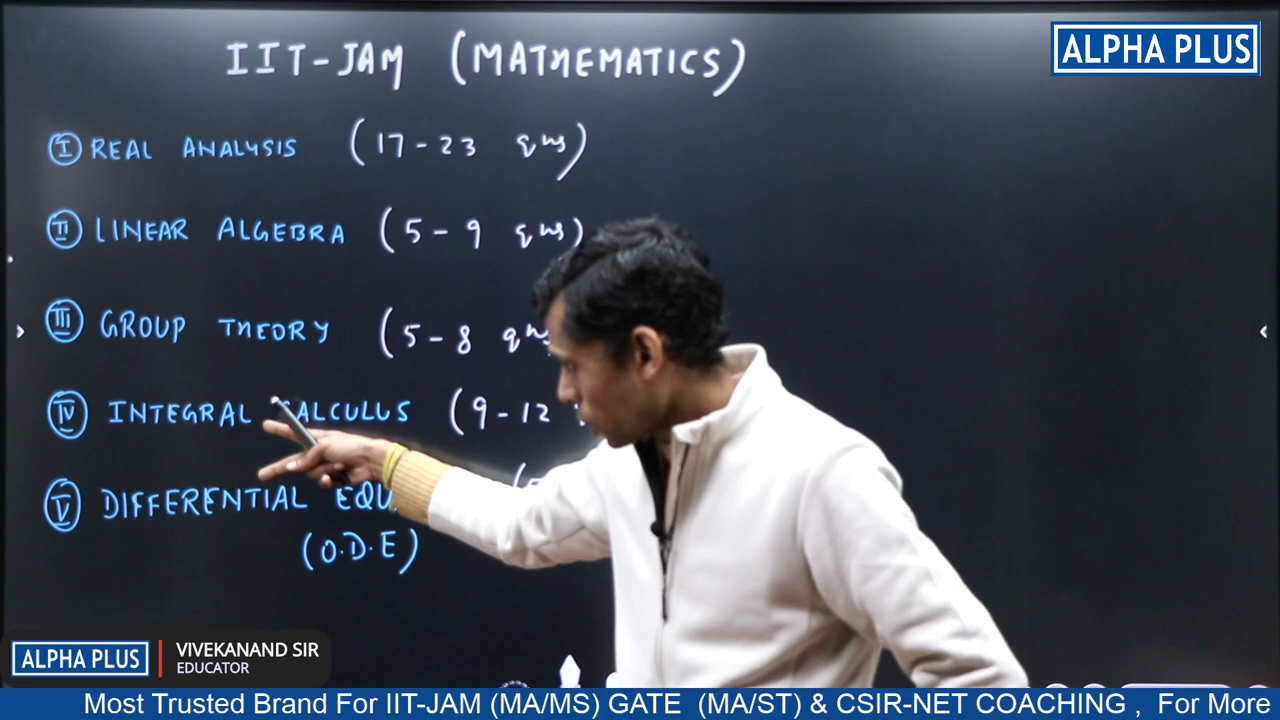 IIT-JAM (MATHEMATICS)
ALPHA PLUS
I REAL ANALYSIS (17-23 qns)
II LINEAR ALGEBRA (5-9 qns)
III GROUP THEORY (5-8
IV INTEGRAL CALCULUS (9-12
V DIFFERENTIAL
(O.D.E)
ALPHA PLUS
VIVEKANAND SIR
EDUCATOR
Most Trusted Brand For IIT-JAM (MA/MS) GATE (MA/ST) & CSIR-NET COACHING , For More